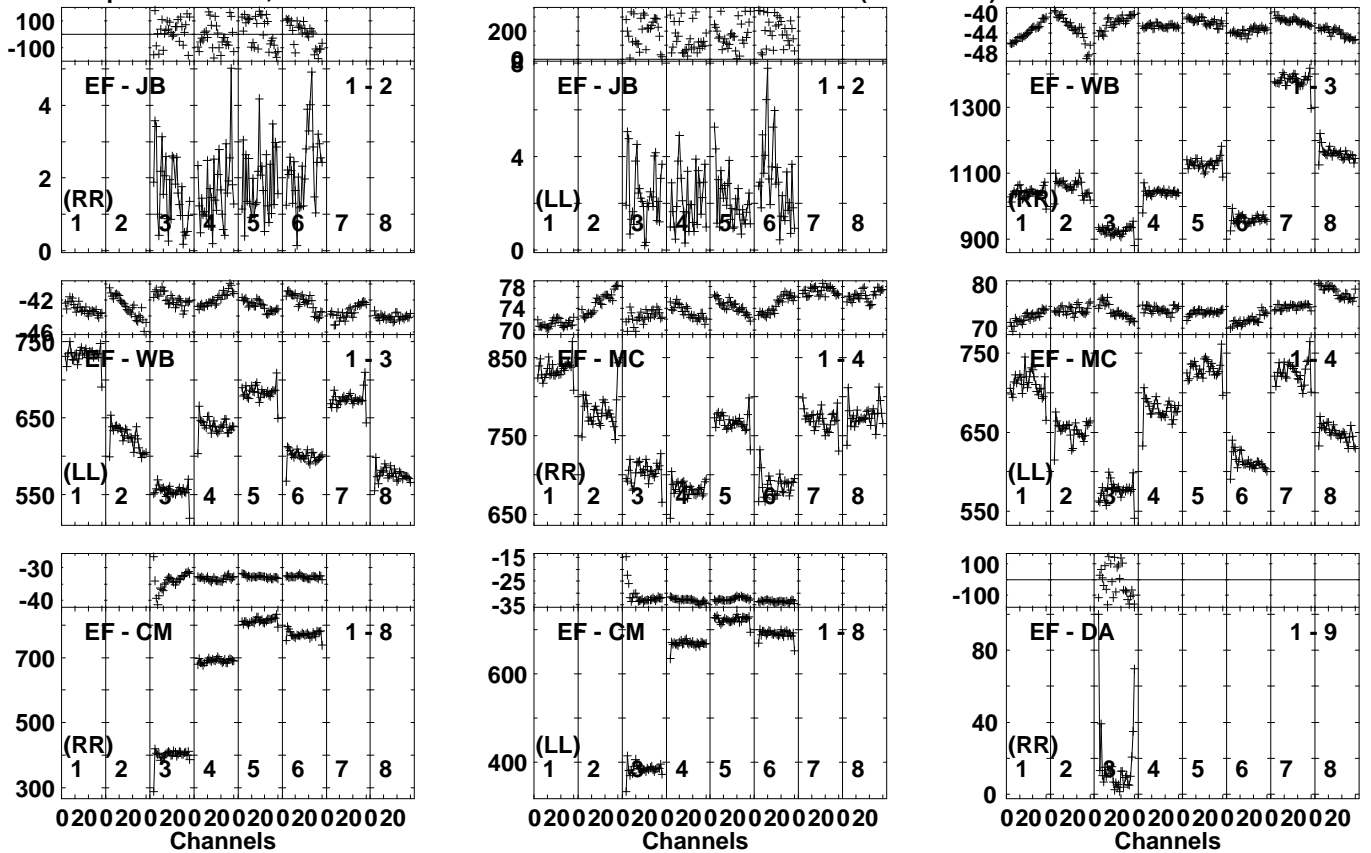 100
-100
EF - JB 1 - 2
4
2
0
(RR)
1 2 3 4 5 6 7 8
200
0
8
EF - JB 1 - 2
4
0
(LL)
1 2 3 4 5 6 7 8
-40
-44
-48
EF - WB 1 - 3
1300
1100
900
(RR)
1 2 3 4 5 6 7 8
-42
-46
750
EF - WB 1 - 3
650
550
(LL)
1 2 3 4 5 6 7 8
78
74
70
EF - MC 1 - 4
850
750
650
(RR)
1 2 3 4 5 6 7 8
80
70
EF - MC 1 - 4
750
650
550
(LL)
1 2 3 4 5 6 7 8
-30
-40
EF - CM 1 - 8
700
500
300
(RR)
1 2 3 4 5 6 7 8
0 20 0 20 0 20 0 20 0 20 0 20 0 20 0 20
Channels
-15
-25
-35
EF - CM 1 - 8
600
400
(LL)
1 2 3 4 5 6 7 8
0 20 0 20 0 20 0 20 0 20 0 20 0 20 0 20
Channels
100
-100
EF - DA 1 - 9
80
40
0
(RR)
1 2 3 4 5 6 7 8
0 20 0 20 0 20 0 20 0 20 0 20 0 20 0 20
Channels